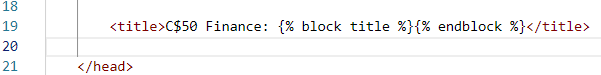 18
19 <title>C$50 Finance: {% block title %}{% endblock %}</title>
20
21 </head>